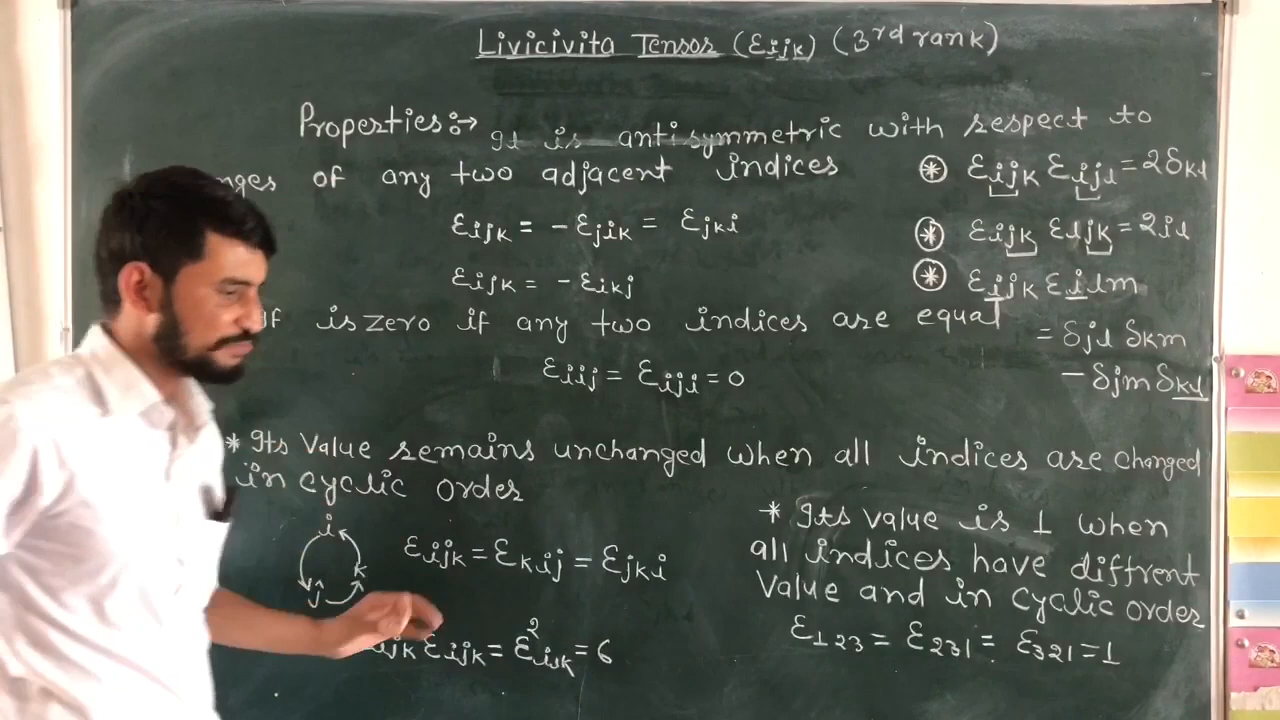 Livicivita Tensor (εijk) (3rd rank)
Properties:→ It is antisymmetric with respect to
nges of any two adjacent indices
εijk = -εjik = εjki
εijk = -εikj
If is zero if any two indices are equal
εiij = εiji = 0
* Its Value remains unchanged when all indices are changed
in cyclic order
i
j
k
εijk = εkij = εjki
ijk εijk = ε²ijk = 6
⊛ εijk εijl = 2δkl
⊛ εijk εljk = 2il
⊛ εijk εilm
= δjl δkm
- δjm δkl
* Its value is 1 when
all indices have diffrent
Value and in cyclic order
ε123 = ε231 = ε321 = 1